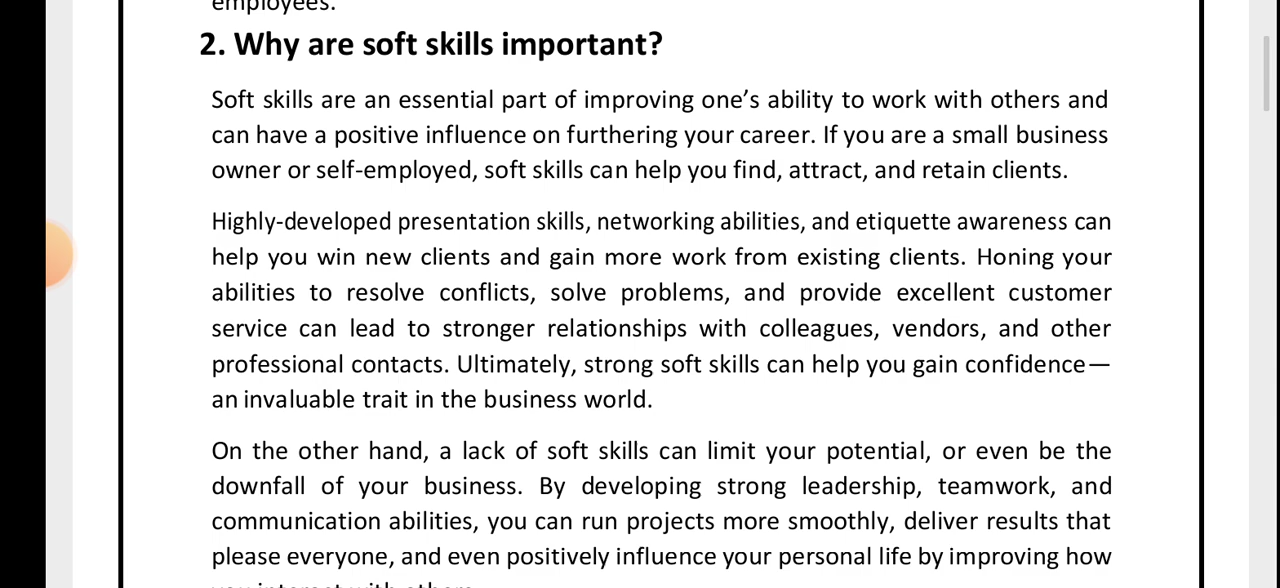 employees.
2. Why are soft skills important?
Soft skills are an essential part of improving one’s ability to work with others and
can have a positive influence on furthering your career. If you are a small business
owner or self-employed, soft skills can help you find, attract, and retain clients.
Highly-developed presentation skills, networking abilities, and etiquette awareness can
help you win new clients and gain more work from existing clients. Honing your
abilities to resolve conflicts, solve problems, and provide excellent customer
service can lead to stronger relationships with colleagues, vendors, and other
professional contacts. Ultimately, strong soft skills can help you gain confidence—
an invaluable trait in the business world.
On the other hand, a lack of soft skills can limit your potential, or even be the
downfall of your business. By developing strong leadership, teamwork, and
communication abilities, you can run projects more smoothly, deliver results that
please everyone, and even positively influence your personal life by improving how
you interact with others.